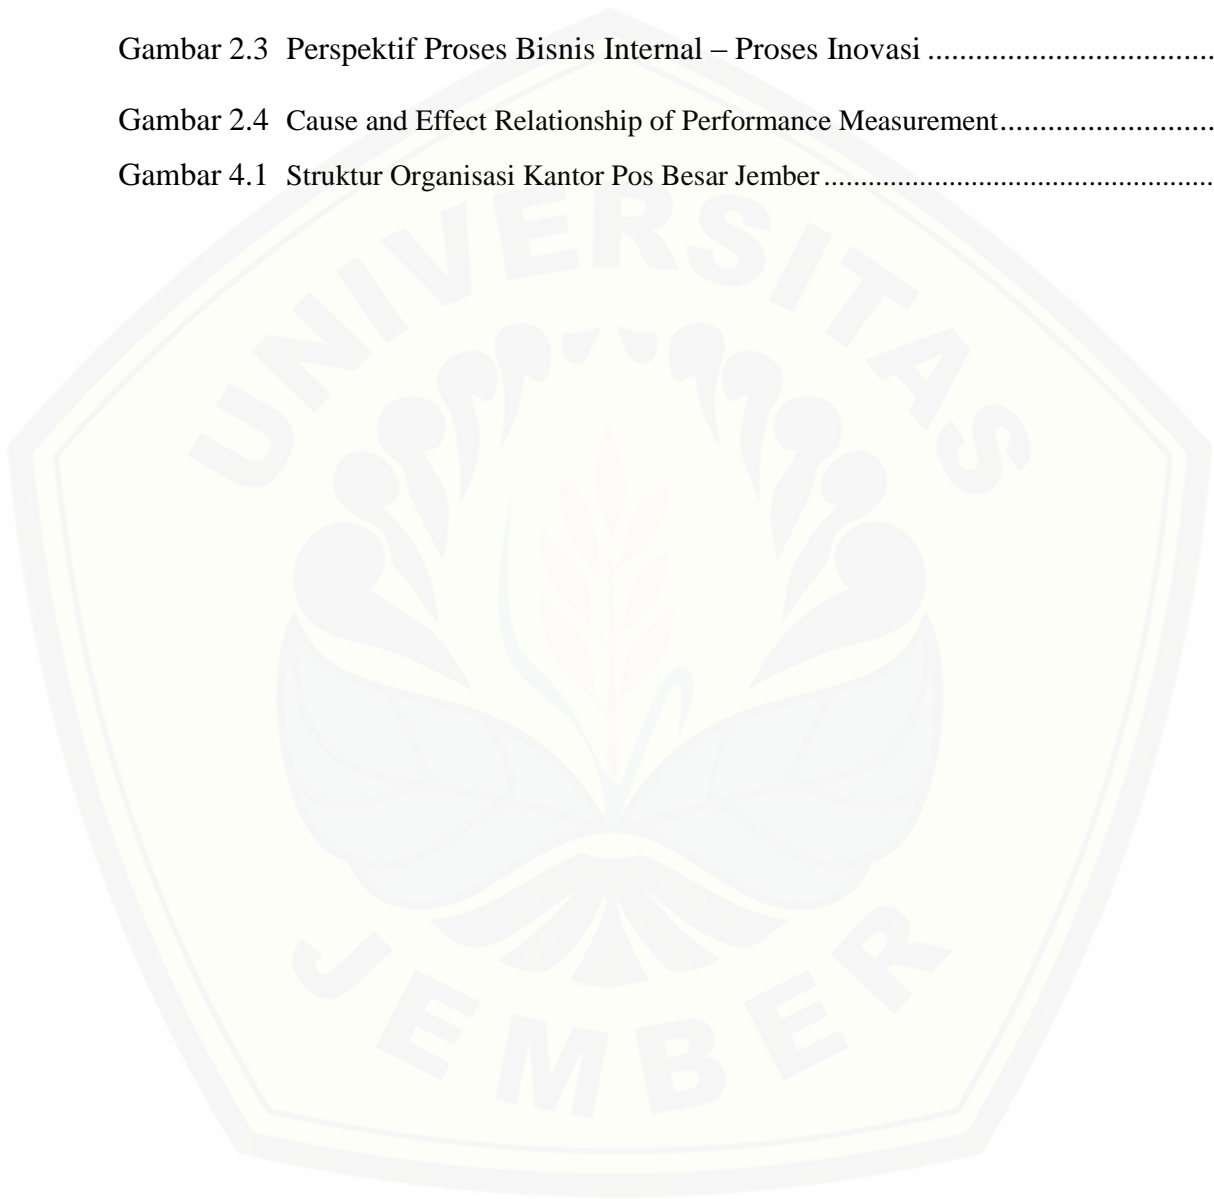 Gambar 2.3 Perspektif Proses Bisnis Internal – Proses Inovasi ................................
Gambar 2.4 Cause and Effect Relationship of Performance Measurement...........................
Gambar 4.1 Struktur Organisasi Kantor Pos Besar Jember ....................................................
UNIVERSITAS
JEMBER